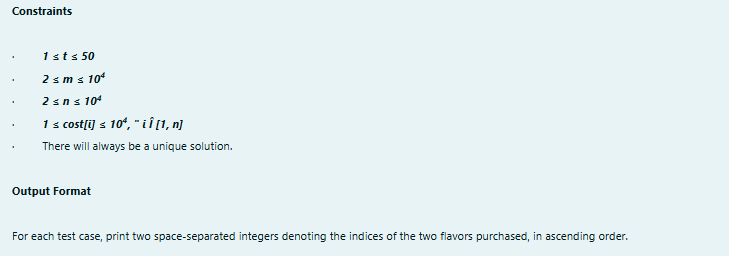 Constraints
· 1 ≤ t ≤ 50
· 2 ≤ m ≤ 10⁴
· 2 ≤ n ≤ 10⁴
· 1 ≤ cost[i] ≤ 10⁴, ¨ i Î [1, n]
· There will always be a unique solution.
Output Format
For each test case, print two space-separated integers denoting the indices of the two flavors purchased, in ascending order.